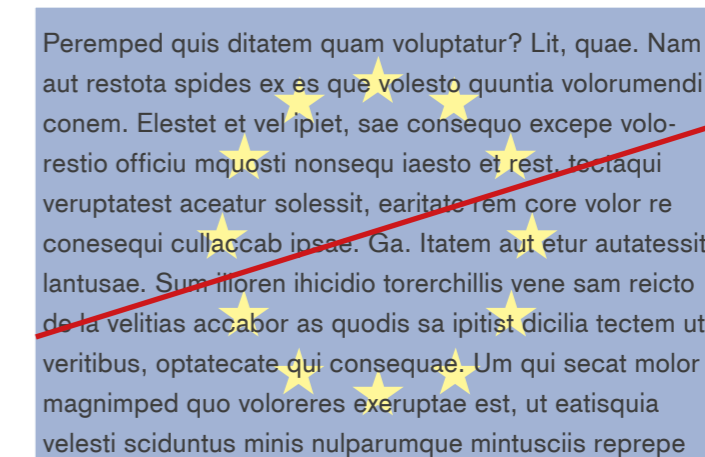 Peremped quis ditatem quam voluptatur? Lit, quae. Nam
aut restota spides ex es que volesto quuntia volorumendi
conem. Elestet et vel ipiet, sae consequo excepe volo-
restio officiu mquosti nonsequ iaesto et rest, tectaqui
veruptatest aceatur solessit, earitate rem core volor re
conesequi cullaccab ipsae. Ga. Itatem aut etur autatessit
lantusae. Sum illoren ihicidio torerchillis vene sam reicto
de la velitias accabor as quodis sa ipitist dicilia tectem ut
veritibus, optatecate qui consequae. Um qui secat molor
magnimped quo voloreres exeruptae est, ut eatisquia
velesti sciduntus minis nulparumque mintusciis reprepe